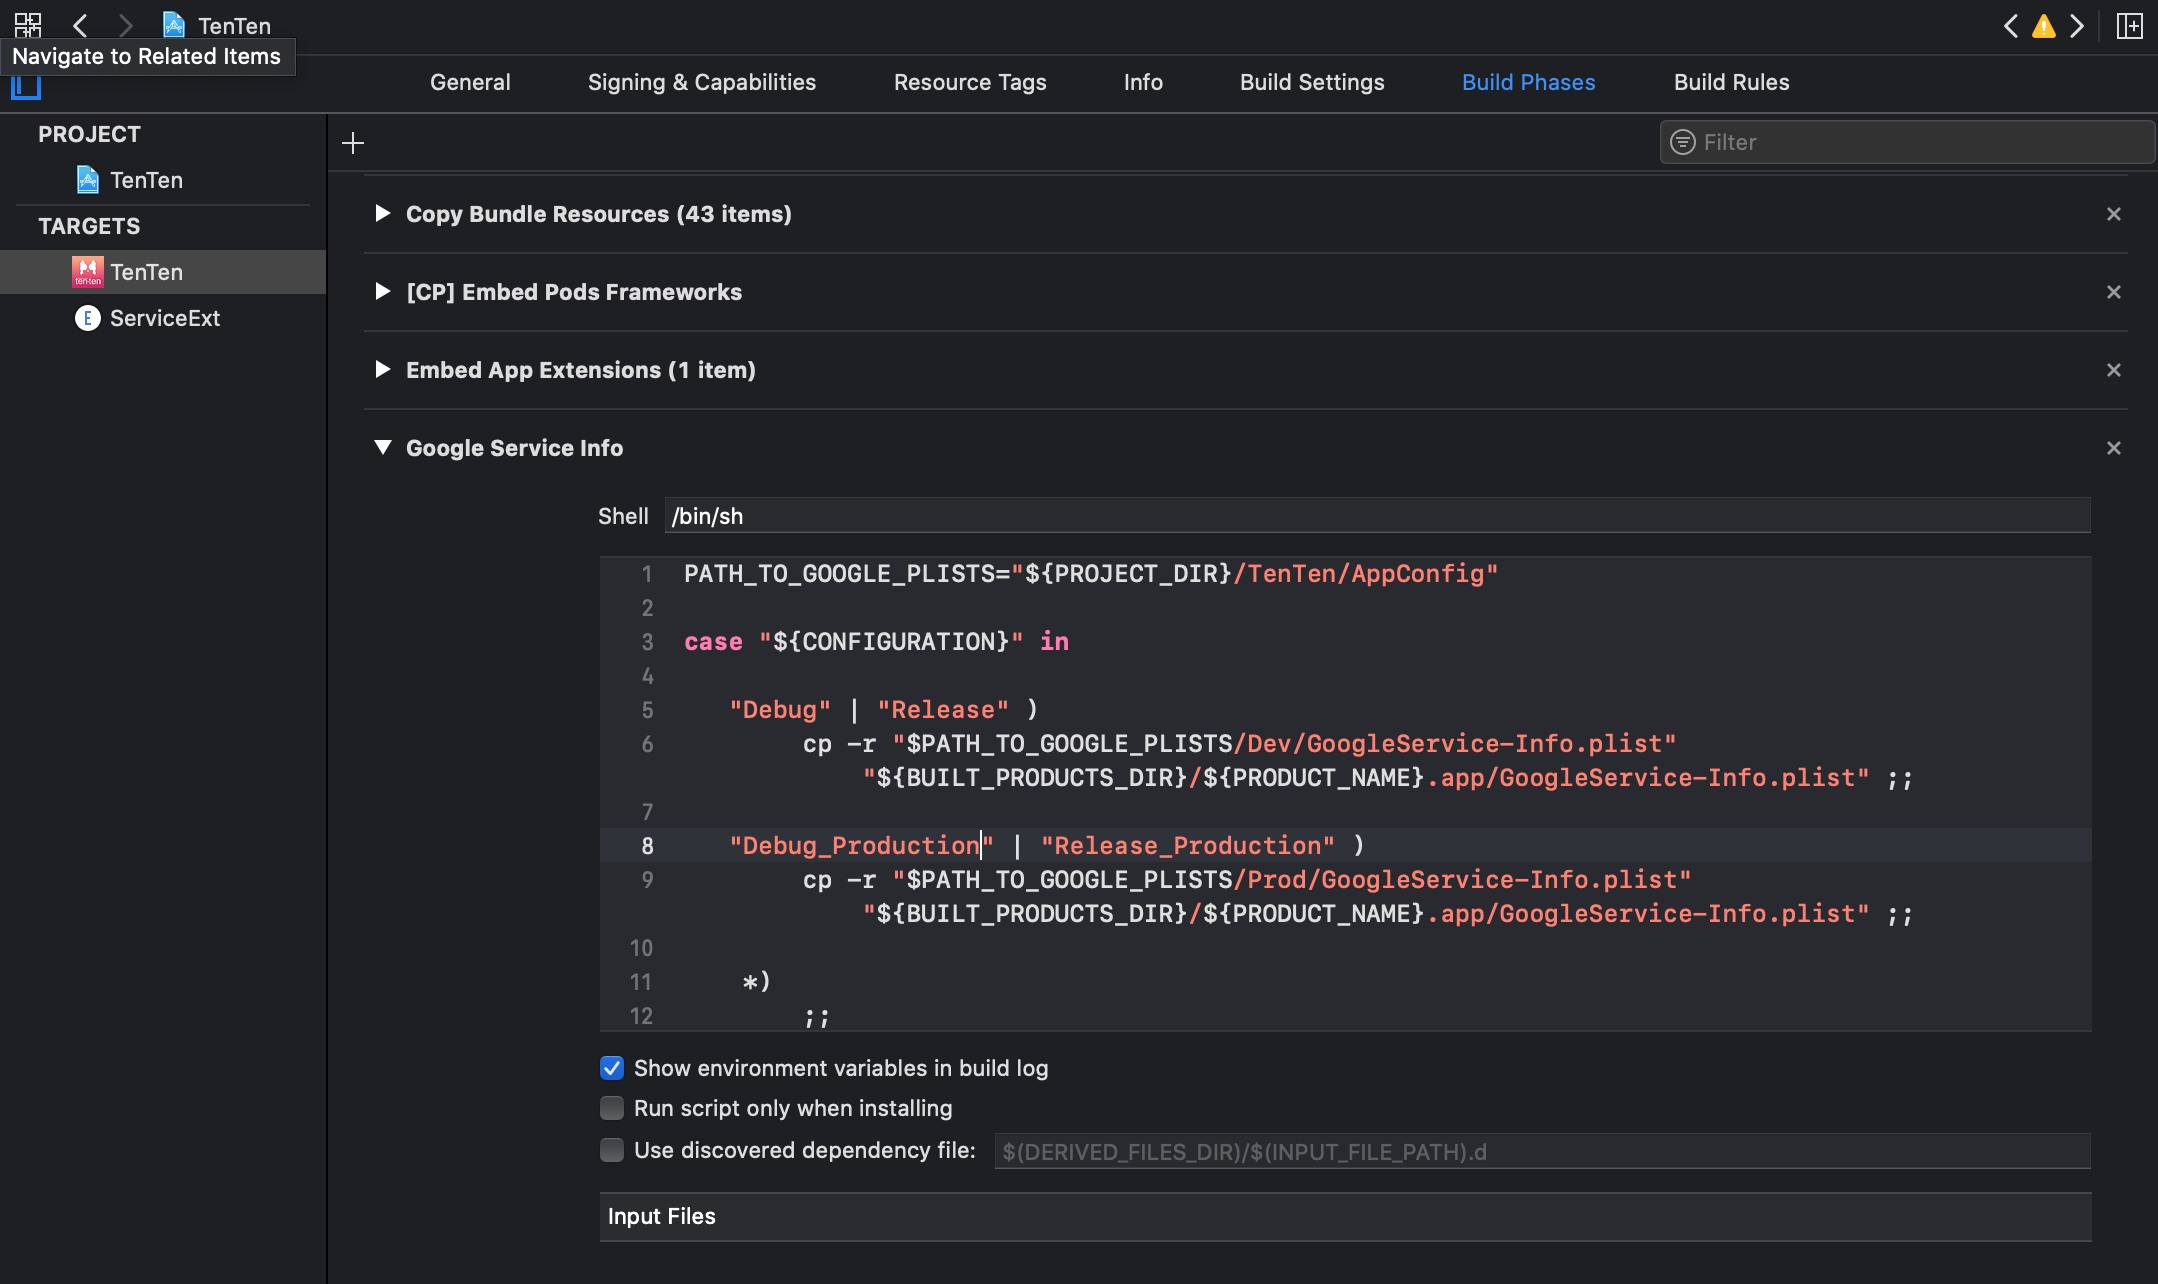 TenTen
Navigate to Related Items
General Signing & Capabilities Resource Tags Info Build Settings Build Phases Build Rules
PROJECT
TenTen
TARGETS
TenTen
ServiceExt
Filter
Copy Bundle Resources (43 items)
[CP] Embed Pods Frameworks
Embed App Extensions (1 item)
Google Service Info
Shell /bin/sh
1 PATH_TO_GOOGLE_PLISTS="${PROJECT_DIR}/TenTen/AppConfig"
2
3 case "${CONFIGURATION}" in
4
5 "Debug" | "Release" )
6 cp -r "$PATH_TO_GOOGLE_PLISTS/Dev/GoogleService-Info.plist"
"${BUILT_PRODUCTS_DIR}/${PRODUCT_NAME}.app/GoogleService-Info.plist" ;;
7
8 "Debug_Production" | "Release_Production" )
9 cp -r "$PATH_TO_GOOGLE_PLISTS/Prod/GoogleService-Info.plist"
"${BUILT_PRODUCTS_DIR}/${PRODUCT_NAME}.app/GoogleService-Info.plist" ;;
10
11 *)
12 ;;
Show environment variables in build log
Run script only when installing
Use discovered dependency file: $(DERIVED_FILES_DIR)/$(INPUT_FILE_PATH).d
Input Files